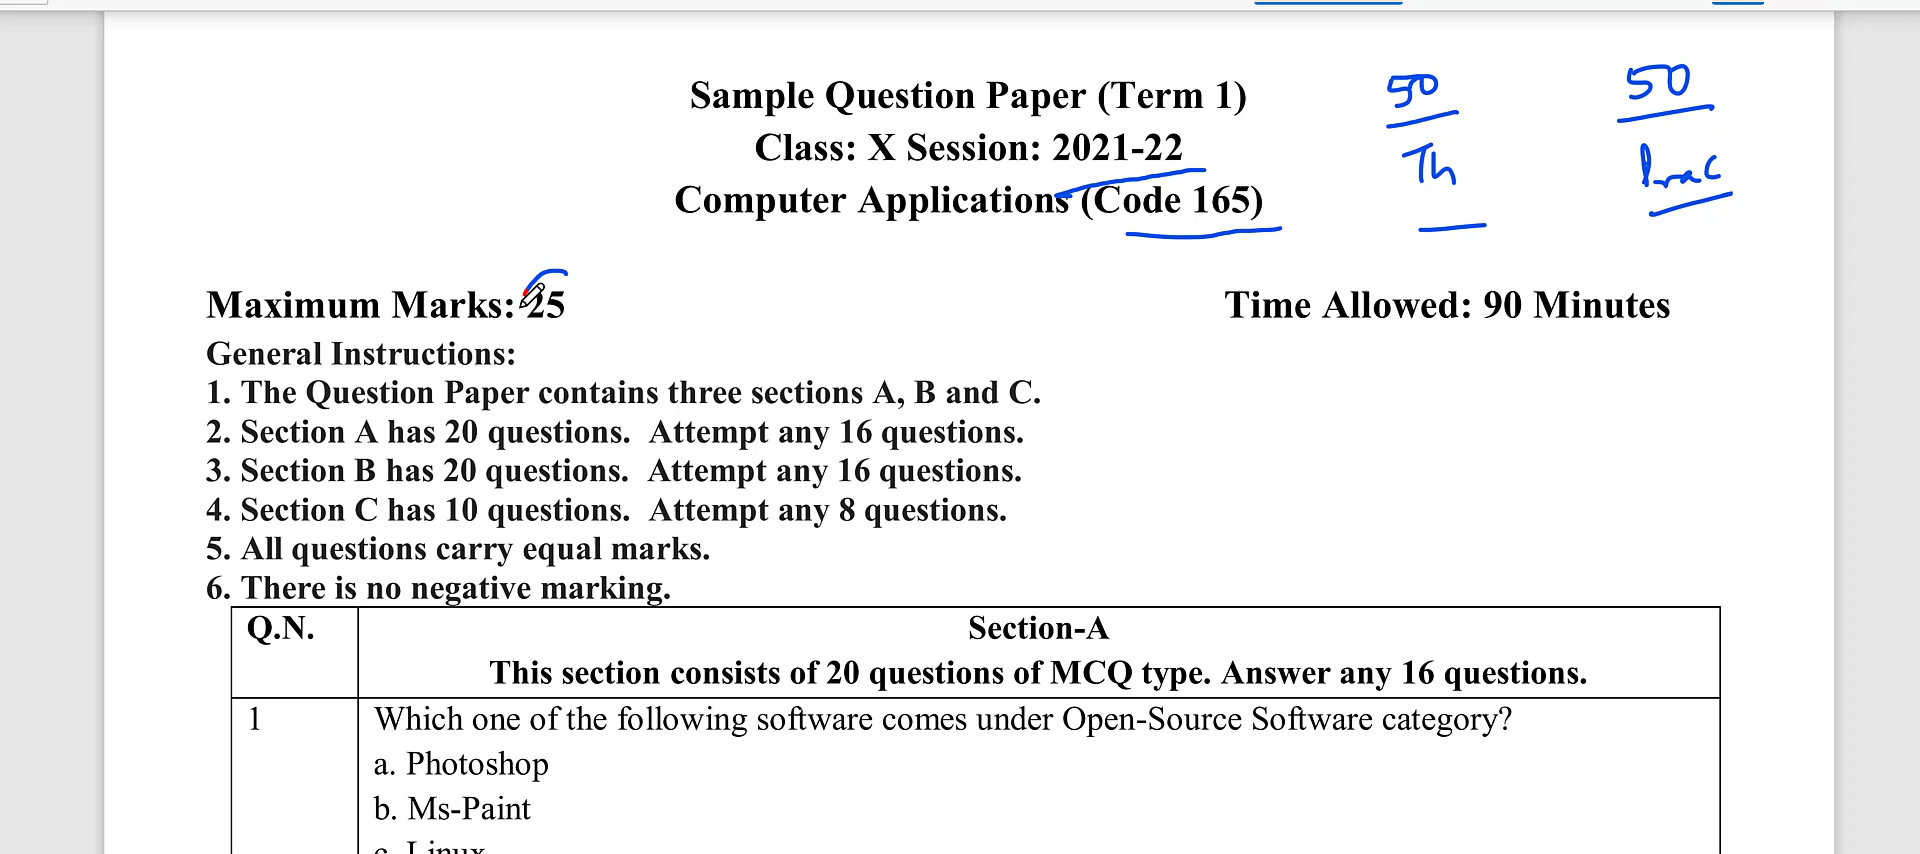 Sample Question Paper (Term 1)
Class: X Session: 2021-22
Computer Applications (Code 165)
50
Th
50
Prac
Maximum Marks: 25
Time Allowed: 90 Minutes
General Instructions:
1. The Question Paper contains three sections A, B and C.
2. Section A has 20 questions.  Attempt any 16 questions.
3. Section B has 20 questions.  Attempt any 16 questions.
4. Section C has 10 questions.  Attempt any 8 questions.
5. All questions carry equal marks.
6. There is no negative marking.
Q.N.
Section-A
This section consists of 20 questions of MCQ type. Answer any 16 questions.
1
Which one of the following software comes under Open-Source Software category?
a. Photoshop
b. Ms-Paint
c. Linux